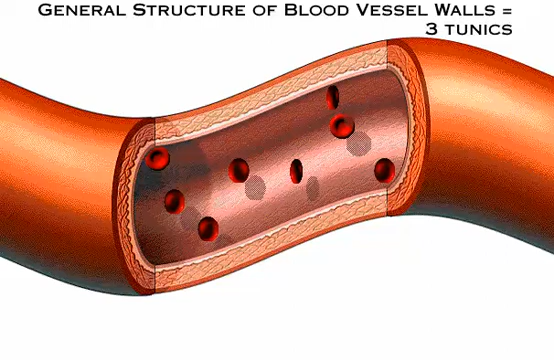 General Structure of Blood Vessel Walls =
3 tunics